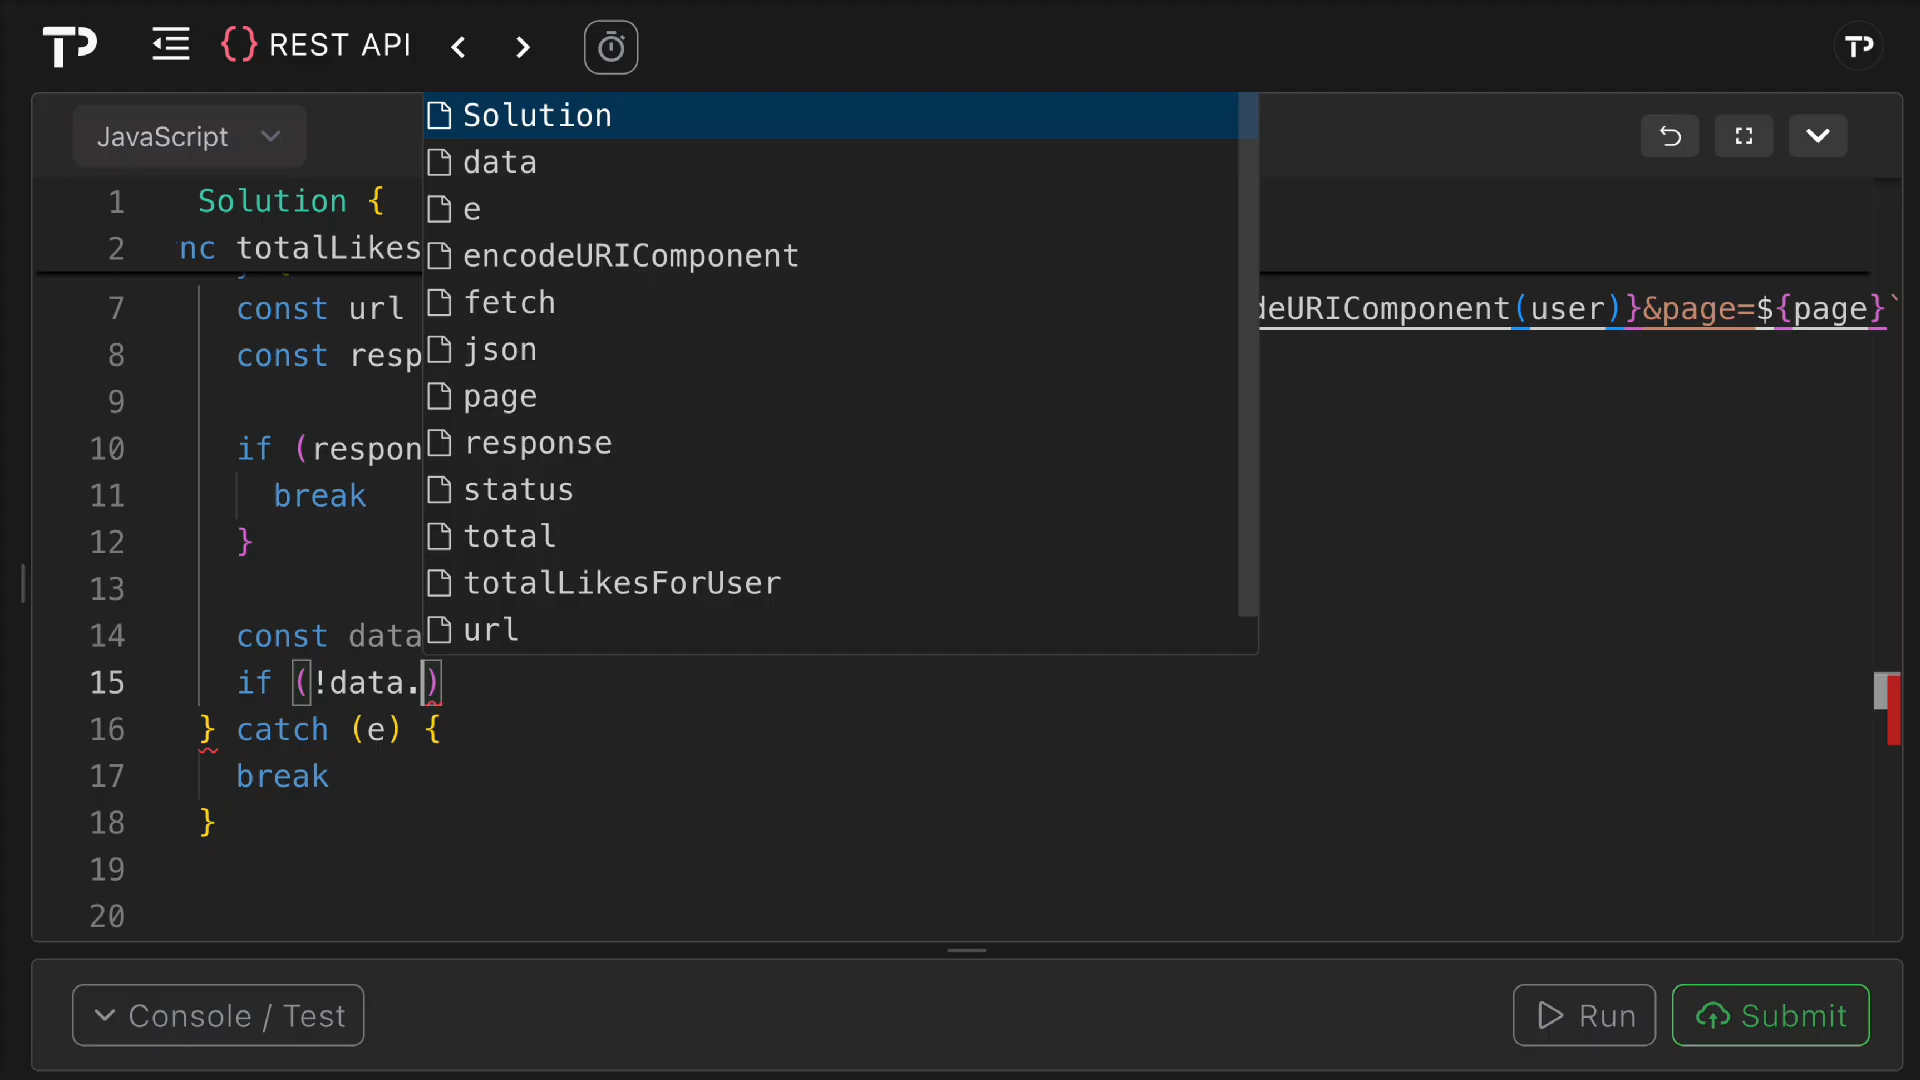 TP
{} REST API
TP
JavaScript
Solution
data
e
encodeURIComponent
fetch
json
page
response
status
total
totalLikesForUser
url
1 Solution {
2 nc totalLikes
7 const url deURIComponent(user)}&page=${page}`
8 const resp
9
10 if (respon
11 break
12 }
13
14 const data
15 if (!data.)
16 } catch (e) {
17 break
18 }
19
20
Console / Test
Run
Submit